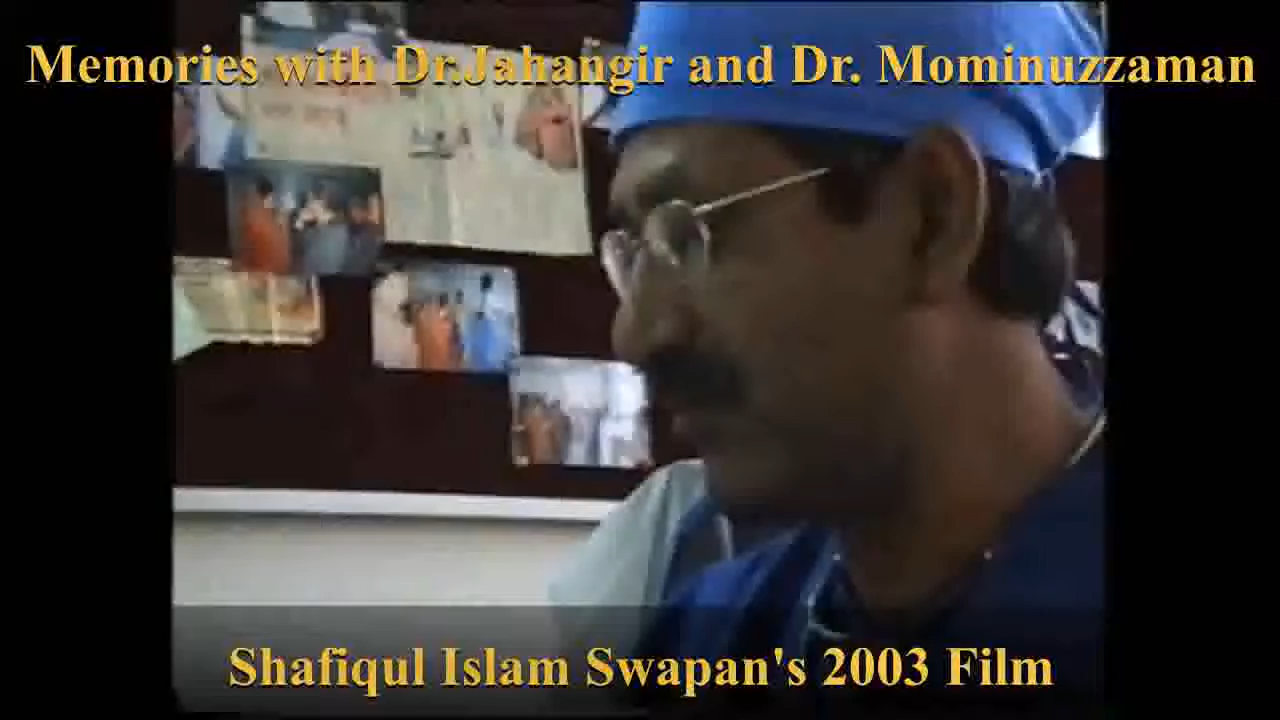 Memories with Dr.Jahangir and Dr. Mominuzzaman
Shafiqul Islam Swapan's 2003 Film